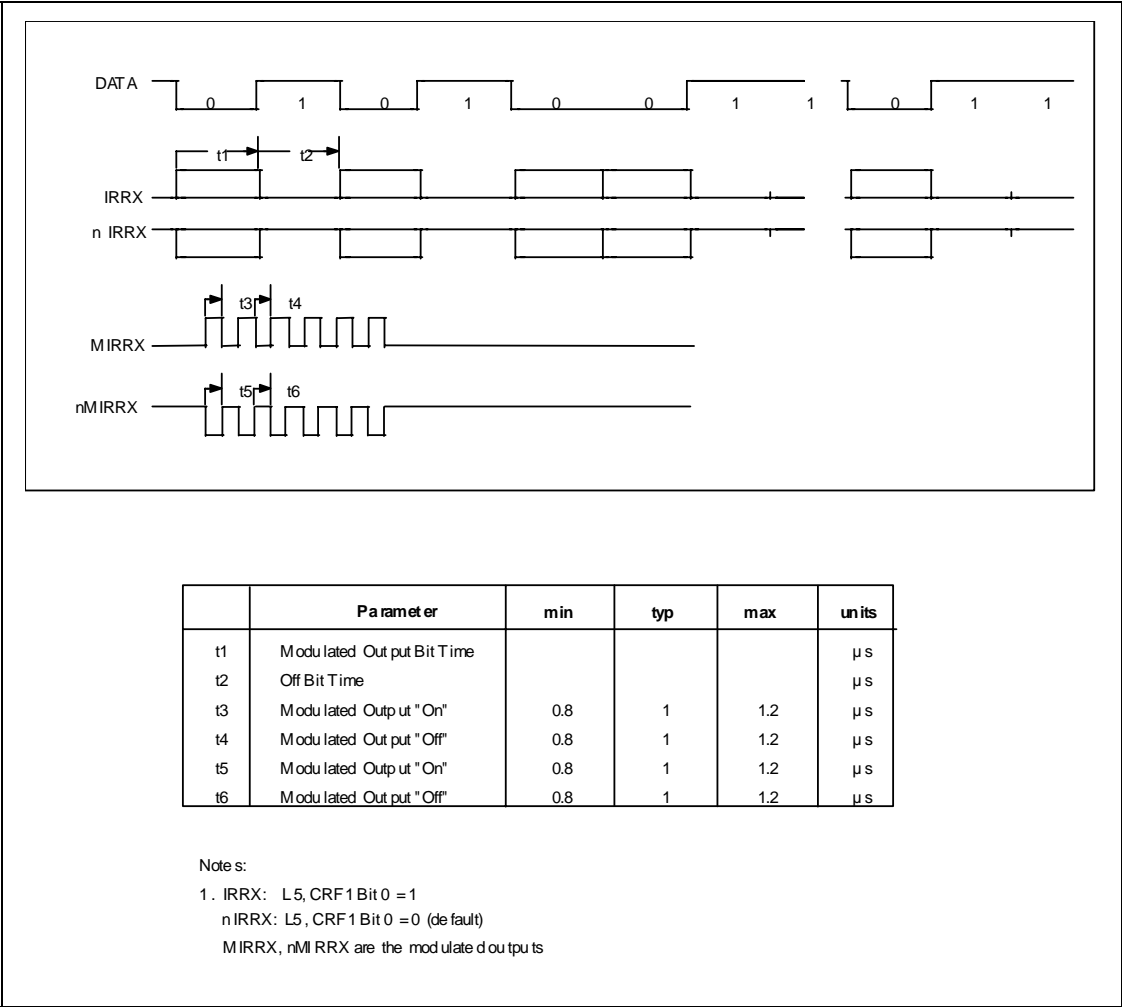 DATA
0 1 0 1 0 0 1 1 0 1 1
t1 t2
IRRX
n IRRX
t3 t4
MIRRX
t5 t6
nMIRRX
Parameter min typ max units
t1 Modulated Output Bit Time µs
t2 Off Bit Time µs
t3 Modulated Output "On" 0.8 1 1.2 µs
t4 Modulated Output "Off" 0.8 1 1.2 µs
t5 Modulated Output "On" 0.8 1 1.2 µs
t6 Modulated Output "Off" 0.8 1 1.2 µs
Notes:
1. IRRX: L5, CRF1 Bit 0 = 1
nIRRX: L5, CRF1 Bit 0 = 0 (default)
MIRRX, nMIRRX are the modulated outputs